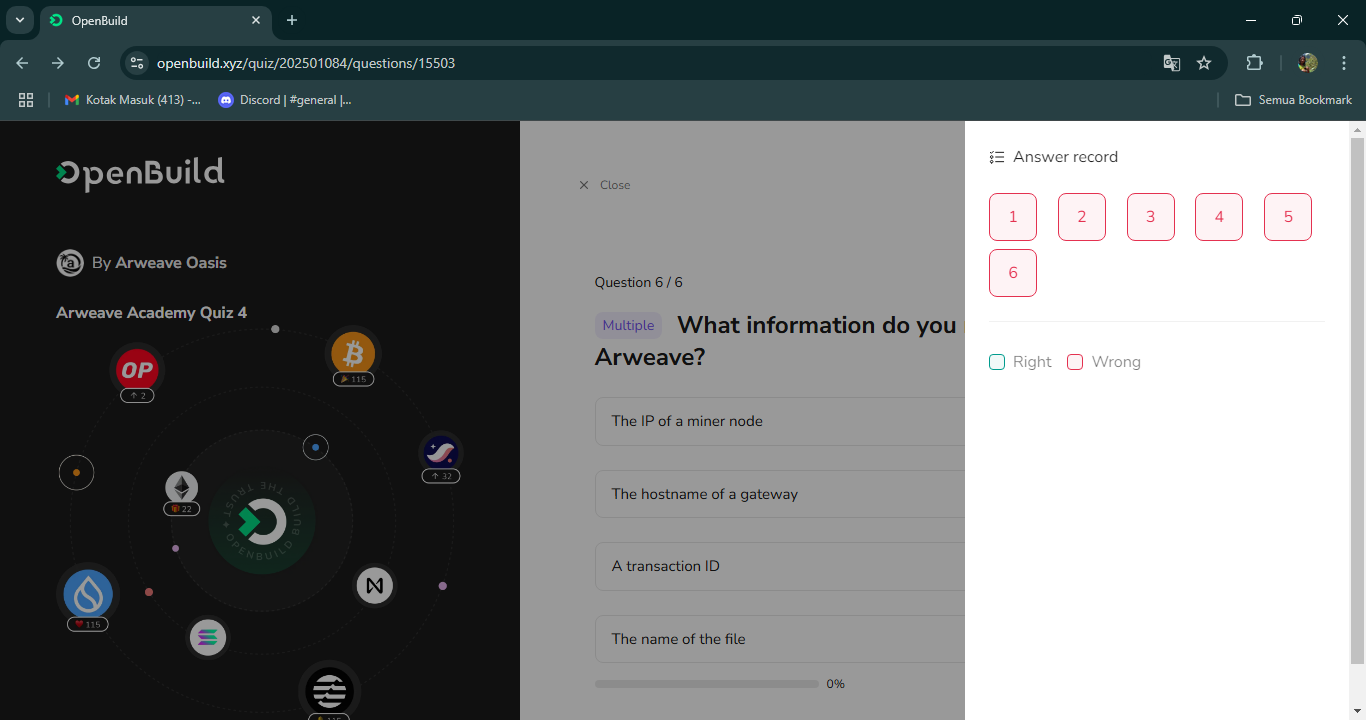 OpenBuild
openbuild.xyz/quiz/202501084/questions/15503
Kotak Masuk (413) -...
Discord | #general |...
Semua Bookmark
OpenBuild
By Arweave Oasis
Arweave Academy Quiz 4
OP
↑ 2
115
22
↑ 32
115
THE TRUST ✦ OPENBUILD BUILD
115
× Close
Question 6 / 6
Multiple What information do you
Arweave?
The IP of a miner node
The hostname of a gateway
A transaction ID
The name of the file
0%
Answer record
1 2 3 4 5
6
Right Wrong